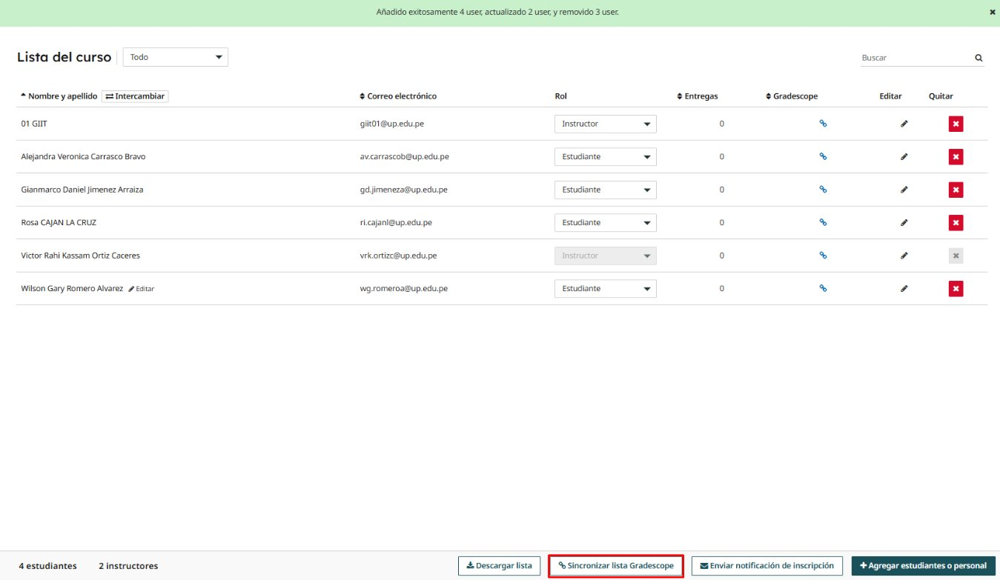 Añadido exitosamente 4 user, actualizado 2 user, y removido 3 user.
Lista del curso Todo Buscar
Nombre y apellido Intercambiar Correo electrónico Rol Entregas Gradescope Editar Quitar
01 GIIT giit01@up.edu.pe Instructor 0
Alejandra Veronica Carrasco Bravo av.carrascob@up.edu.pe Estudiante 0
Gianmarco Daniel Jimenez Arraiza gd.jimeneza@up.edu.pe Estudiante 0
Rosa CAJAN LA CRUZ ri.cajanl@up.edu.pe Estudiante 0
Victor Rahi Kassam Ortiz Caceres vrk.ortizc@up.edu.pe Instructor 0
Wilson Gary Romero Alvarez Editar wg.romeroa@up.edu.pe Estudiante 0
4 estudiantes 2 instructores Descargar lista Sincronizar lista Gradescope Enviar notificación de inscripción Agregar estudiantes o personal